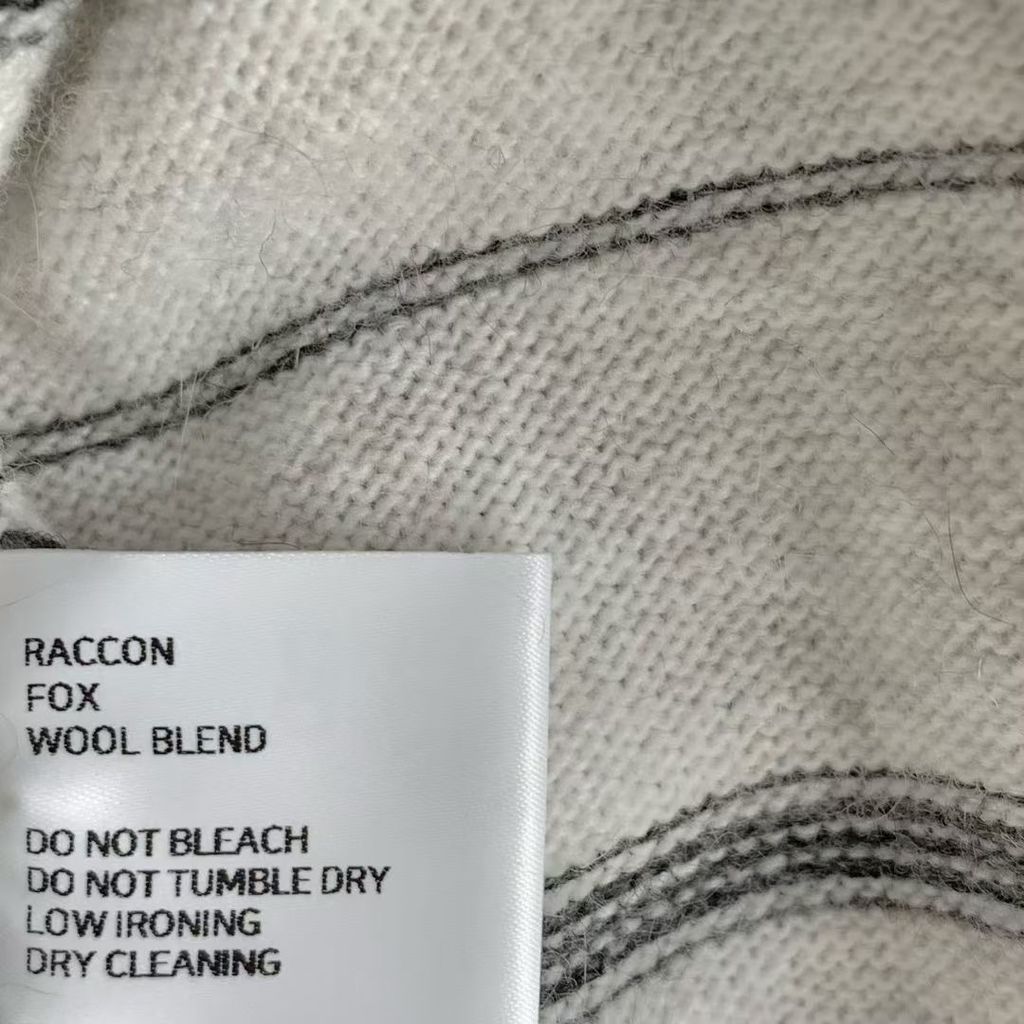 RACCON
FOX
WOOL BLEND
DO NOT BLEACH
DO NOT TUMBLE DRY
LOW IRONING
DRY CLEANING